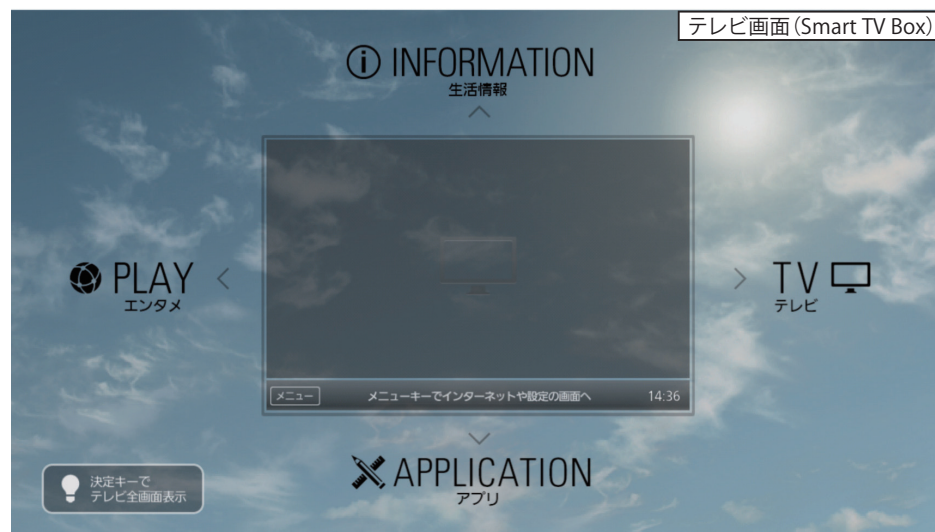 テレビ画面（Smart TV Box）
INFORMATION
生活情報
PLAY
エンタメ
TV
テレビ
メニュー メニューキーでインターネットや設定の画面へ 14:36
APPLICATION
アプリ
決定キーで
テレビ全画面表示